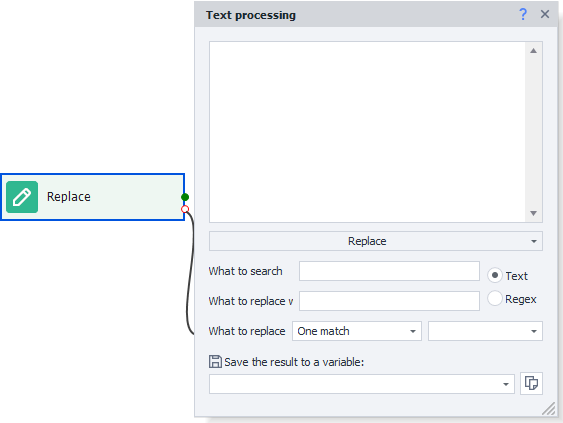 Text processing
?
Replace
Replace
What to search
Text
What to replace w
Regex
What to replace One match
Save the result to a variable: